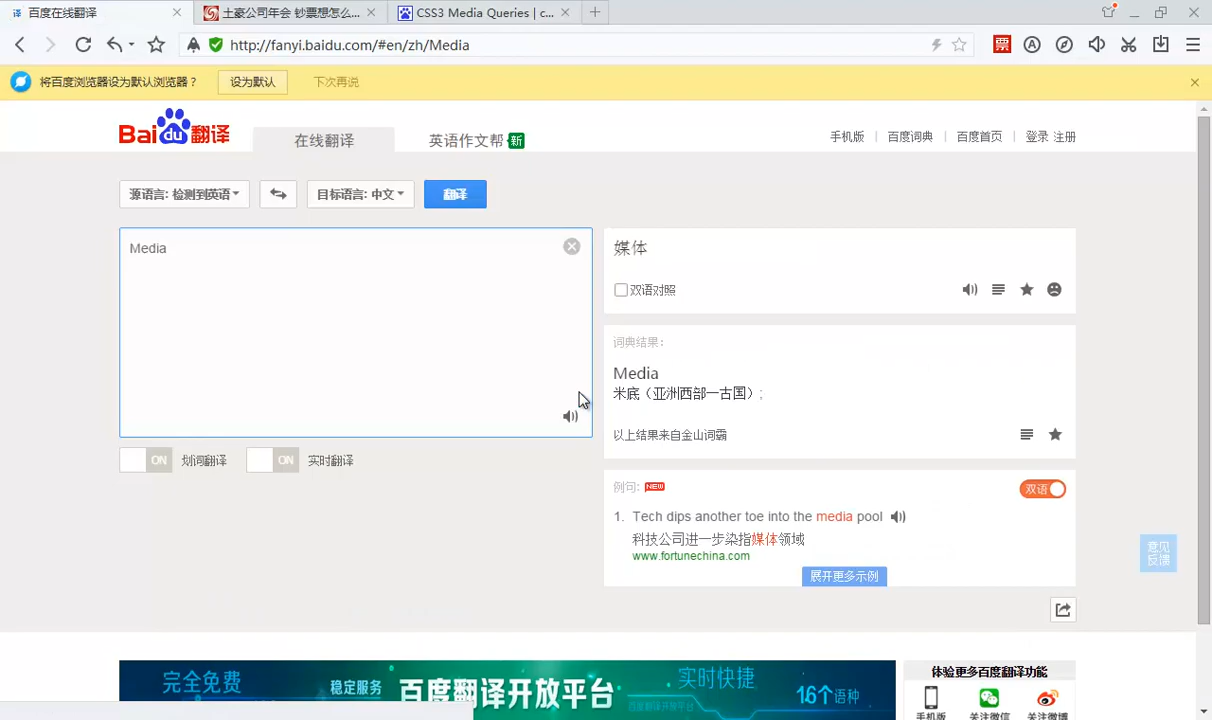 百度在线翻译
土豪公司年会 钞票想怎么...
CSS3 Media Queries | c...
http://fanyi.baidu.com/#en/zh/Media
票
A
将百度浏览器设为默认浏览器？ 设为默认 下次再说
Bai du 翻译
在线翻译
英语作文帮 新
手机版 | 百度词典 | 百度首页 | 登录 注册
源语言: 检测到英语
目标语言: 中文
翻译
Media
ON 划词翻译
ON 实时翻译
媒体
双语对照
词典结果:
Media
米底（亚洲西部一古国）;
以上结果来自金山词霸
例句: NEW
双语
1. Tech dips another toe into the media pool
科技公司进一步染指媒体领域
www.fortunechina.com
展开更多示例
意见
反馈
完全免费
稳定服务
百度翻译开放平台
实时快捷
16个语种
体验更多百度翻译功能
手机版
关注微信
关注微博